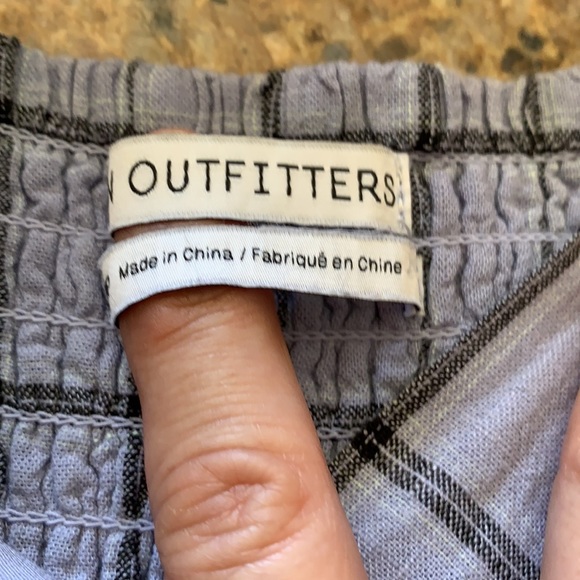 N OUTFITTERS
Made in China / Fabriqué en Chine